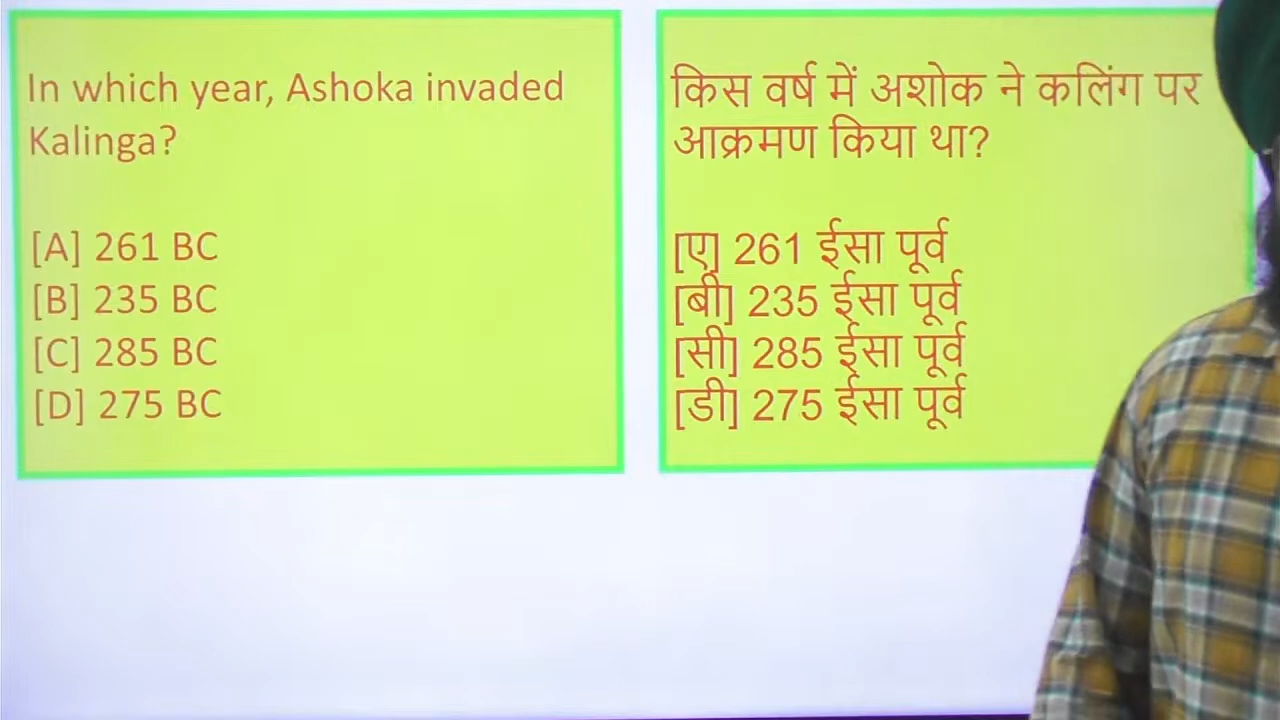 In which year, Ashoka invaded
Kalinga?
[A] 261 BC
[B] 235 BC
[C] 285 BC
[D] 275 BC
किस वर्ष में अशोक ने कलिंग पर
आक्रमण किया था?
[ए] 261 ईसा पूर्व
[बी] 235 ईसा पूर्व
[सी] 285 ईसा पूर्व
[डी] 275 ईसा पूर्व